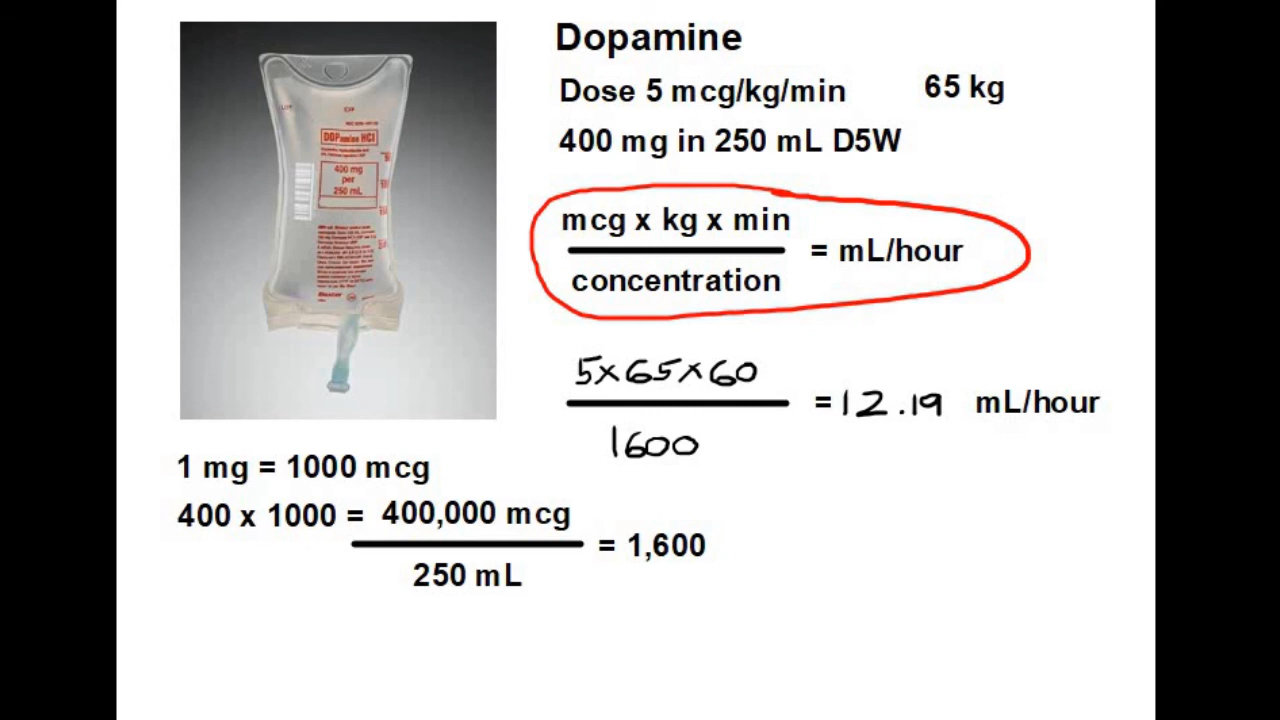 Dopamine
Dose 5 mcg/kg/min 65 kg
400 mg in 250 mL D5W
mcg x kg x min
= mL/hour
concentration
5x65x60
= 12.19 mL/hour
1600
DOPamine HCl
400 mg
per
250 mL
Baxter
1 mg = 1000 mcg
400 x 1000 = 400,000 mcg
= 1,600
250 mL